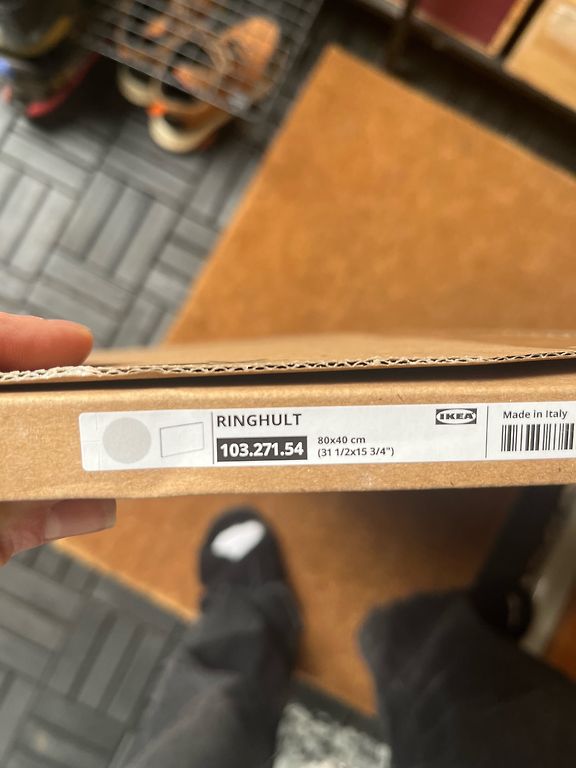 RINGHULT
IKEA
103.271.54
80x40 cm
(31 1/2x15 3/4")
Made in Italy